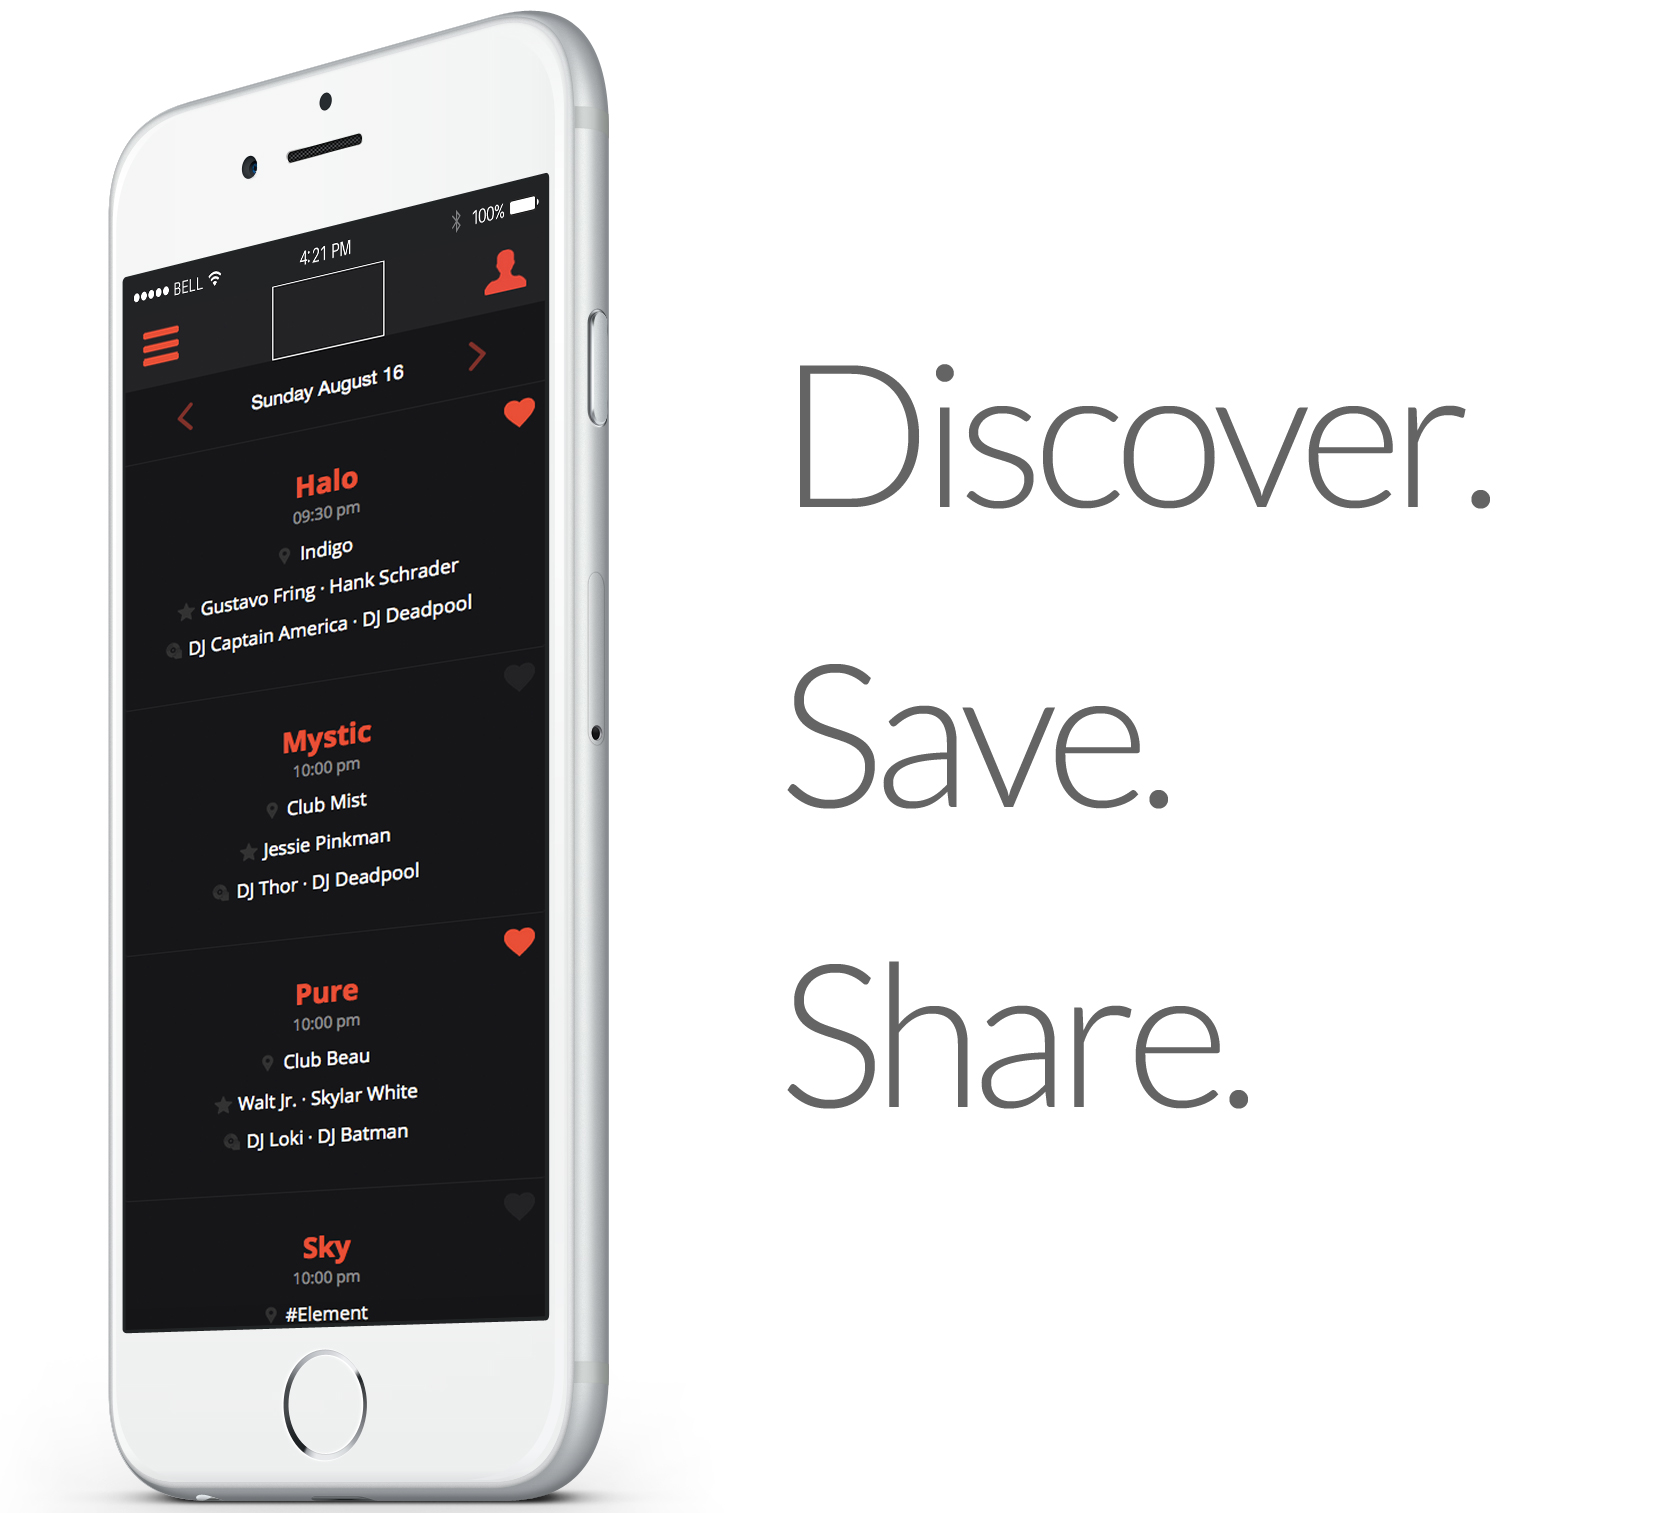 BELL
4:21 PM
100%
Sunday August 16
Halo
09:30 pm
Indigo
Gustavo Fring · Hank Schrader
DJ Captain America · DJ Deadpool
Mystic
10:00 pm
Club Mist
Jessie Pinkman
DJ Thor · DJ Deadpool
Pure
10:00 pm
Club Beau
Walt Jr. · Skylar White
DJ Loki · DJ Batman
Sky
10:00 pm
#Element
Discover.
Save.
Share.